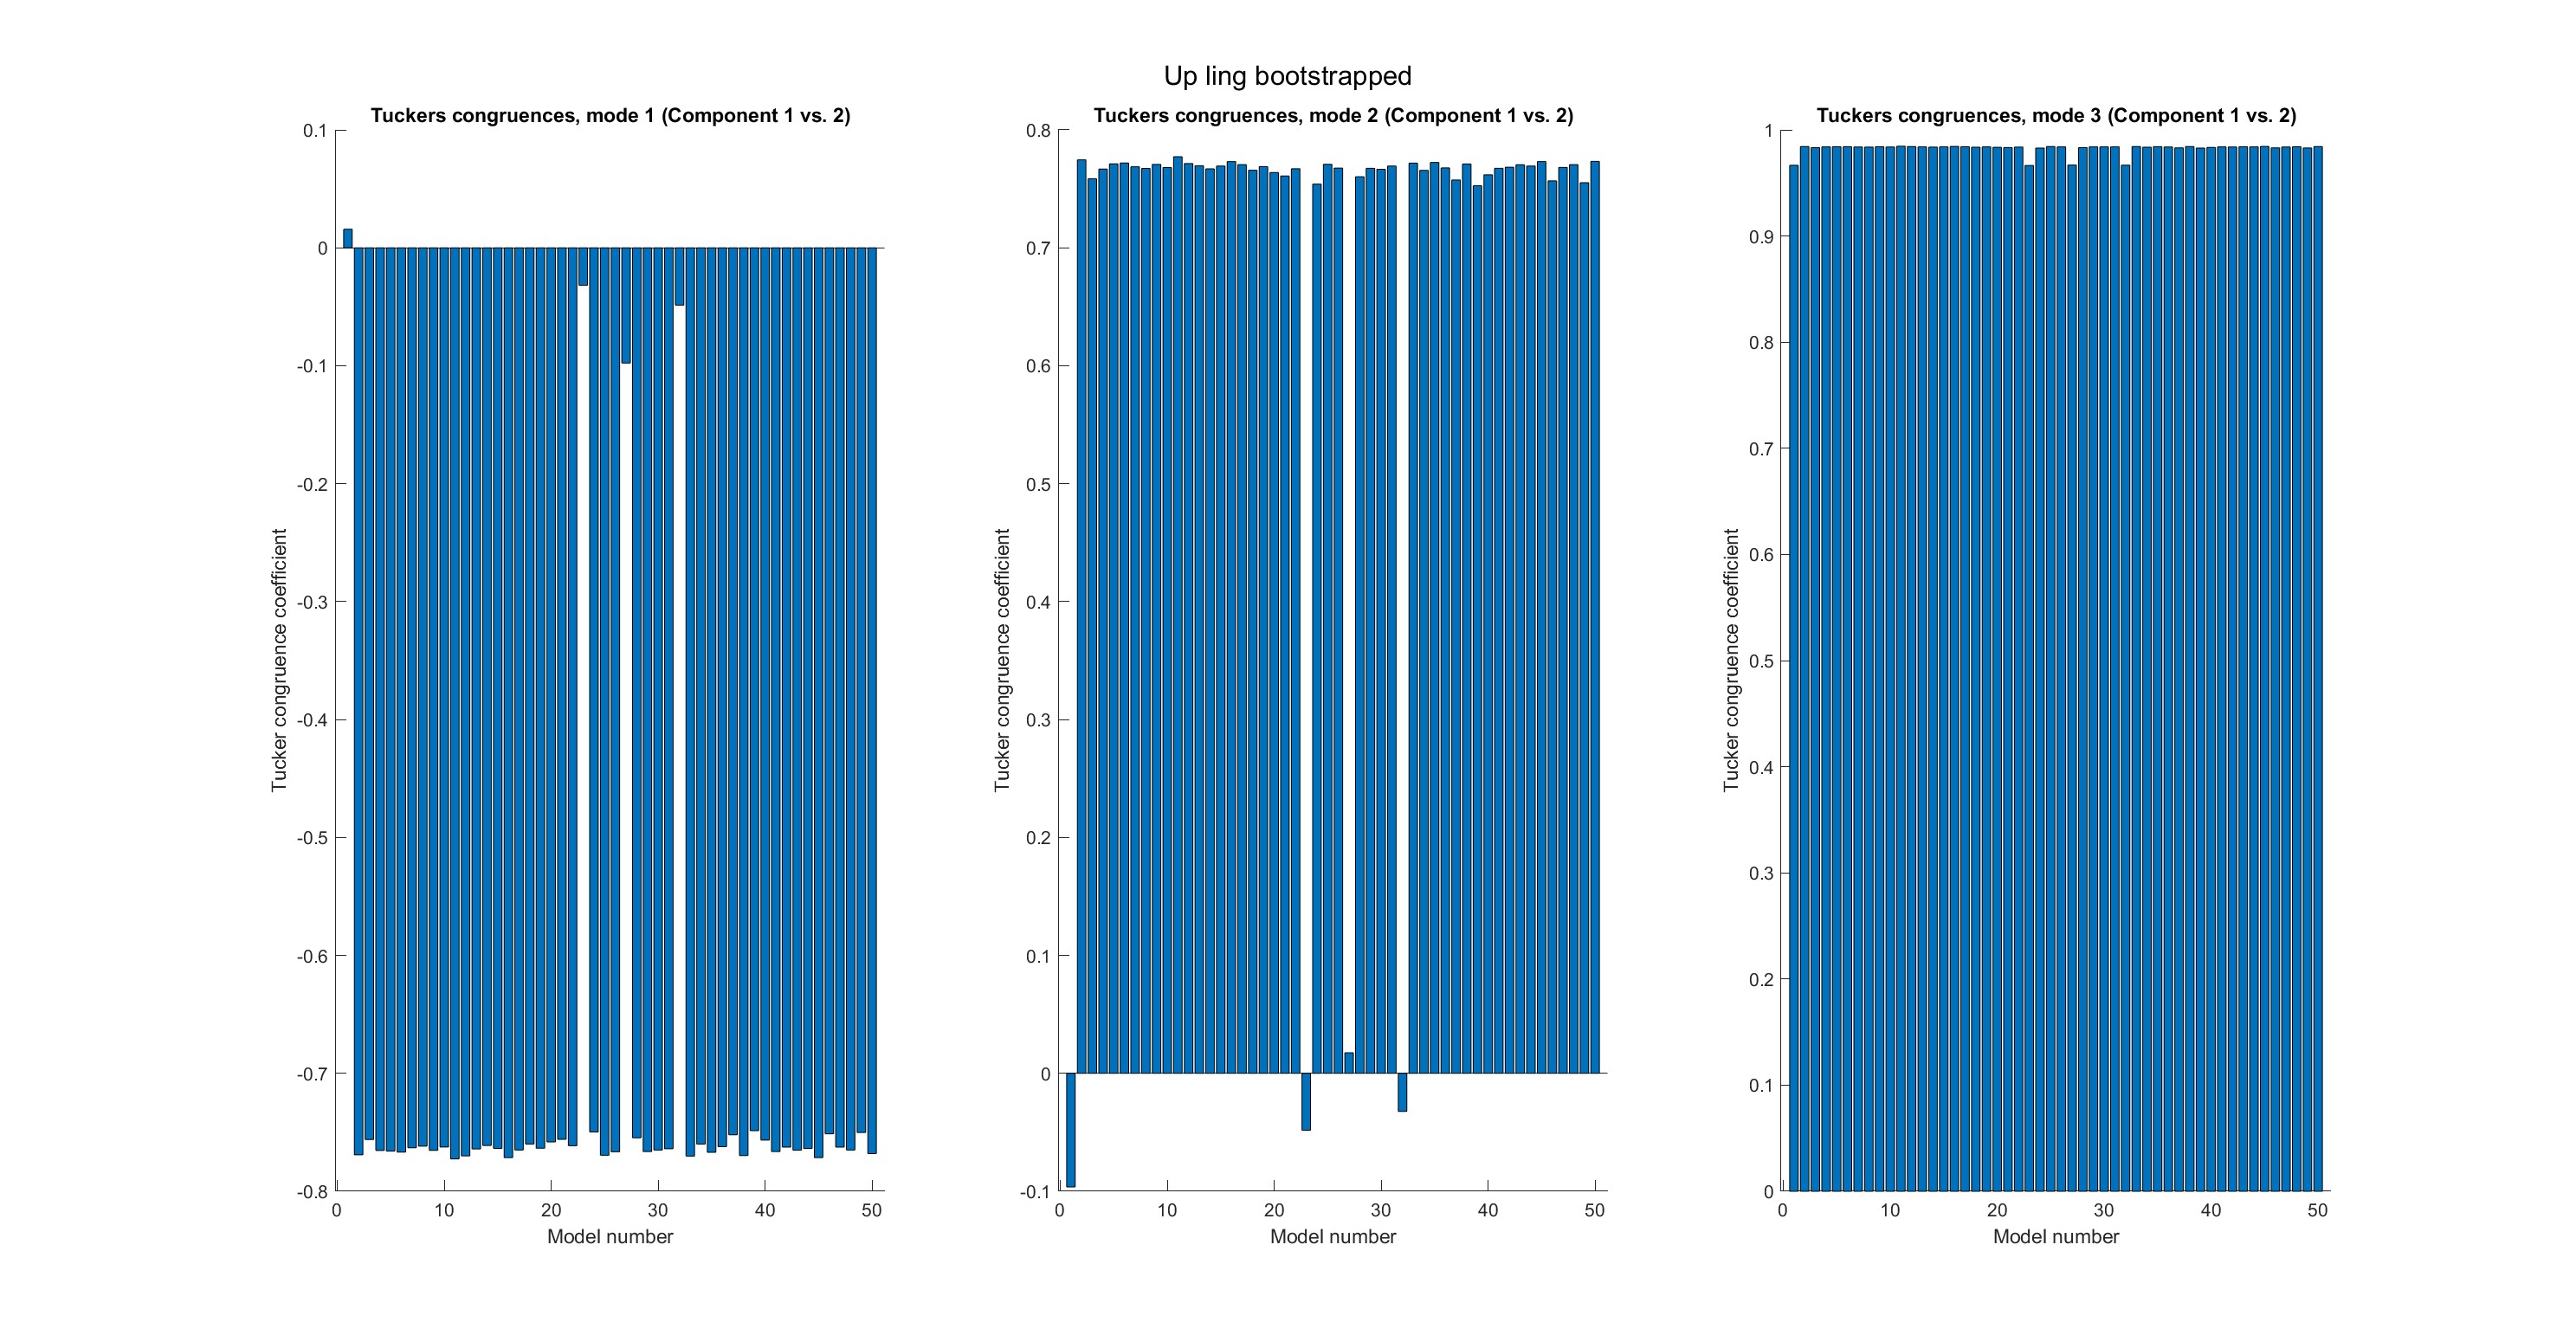 Up ling bootstrapped
Tuckers congruences, mode 1 (Component 1 vs. 2)
0.1
0
-0.1
-0.2
-0.3
-0.4
-0.5
-0.6
-0.7
-0.8
Tucker congruence coefficient
0 10 20 30 40 50
Model number
Tuckers congruences, mode 2 (Component 1 vs. 2)
0.8
0.7
0.6
0.5
0.4
0.3
0.2
0.1
0
-0.1
Tucker congruence coefficient
0 10 20 30 40 50
Model number
Tuckers congruences, mode 3 (Component 1 vs. 2)
1
0.9
0.8
0.7
0.6
0.5
0.4
0.3
0.2
0.1
0
Tucker congruence coefficient
0 10 20 30 40 50
Model number